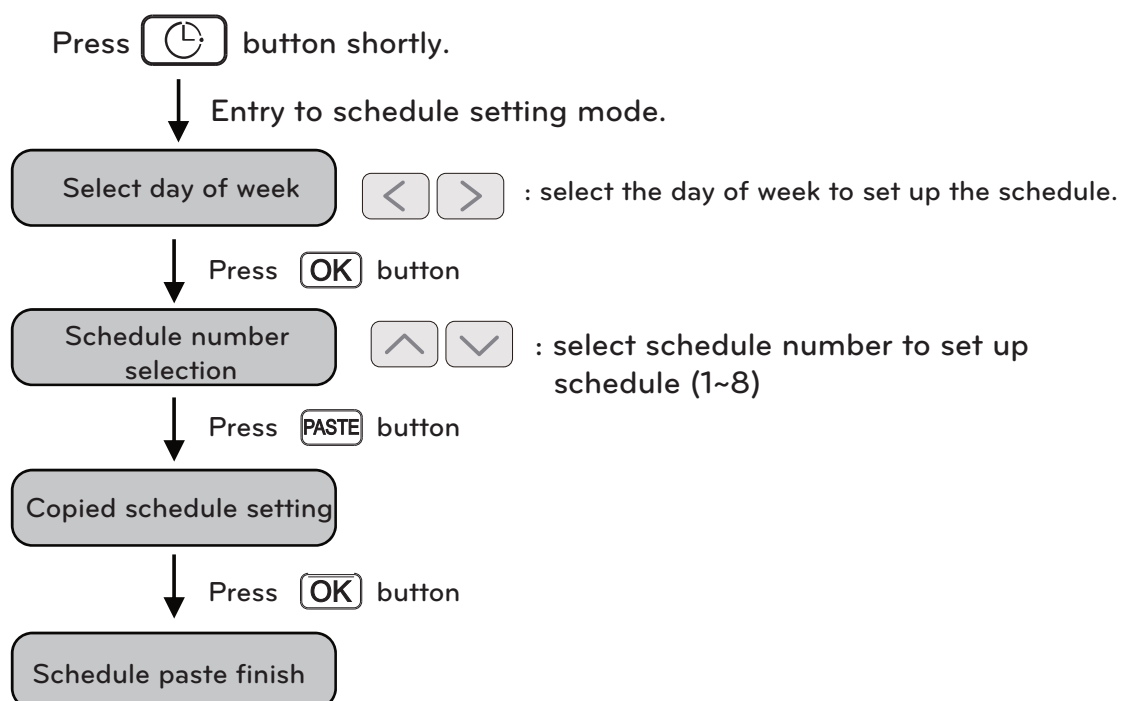 Press button shortly.
Entry to schedule setting mode.
Select day of week : select the day of week to set up the schedule.
Press OK button
Schedule number
selection
: select schedule number to set up
schedule (1~8)
Press PASTE button
Copied schedule setting
Press OK button
Schedule paste finish